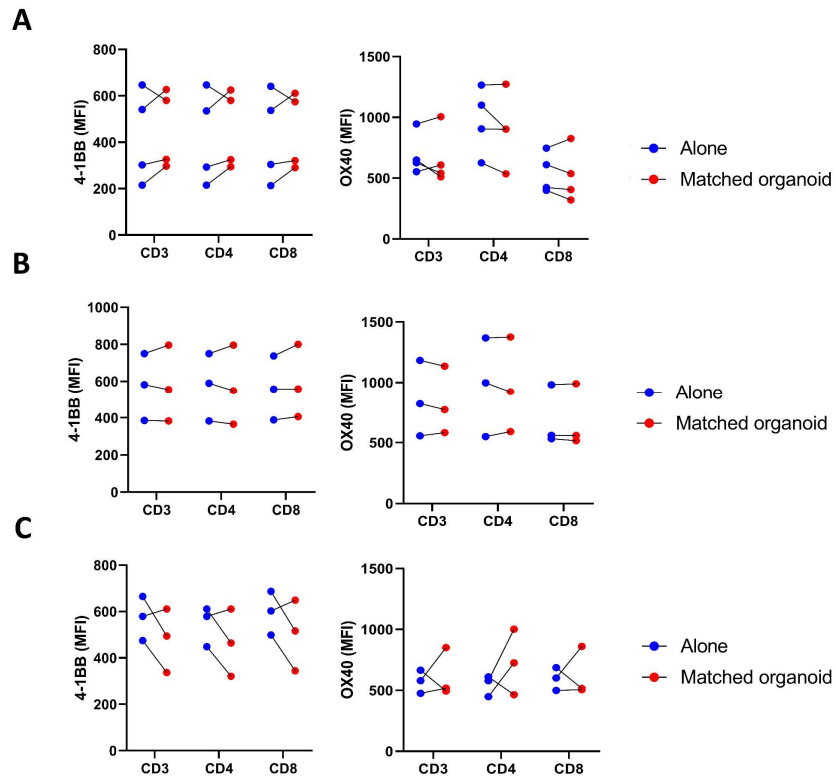 A
4-1BB (MFI)
800
600
400
200
0
CD3 CD4 CD8
OX40 (MFI)
1500
1000
500
0
CD3 CD4 CD8
Alone
Matched organoid
B
4-1BB (MFI)
1000
800
600
400
200
0
CD3 CD4 CD8
OX40 (MFI)
1500
1000
500
0
CD3 CD4 CD8
Alone
Matched organoid
C
4-1BB (MFI)
800
600
400
200
0
CD3 CD4 CD8
OX40 (MFI)
1500
1000
500
0
CD3 CD4 CD8
Alone
Matched organoid